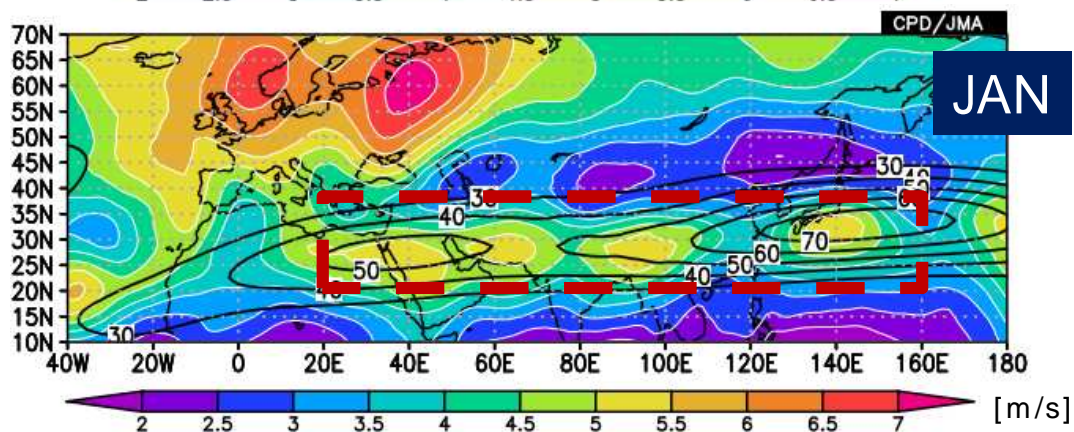 CPD/JMA
JAN
70N
65N
60N
55N
50N
45N
40N
35N
30N
25N
20N
15N
10N
30
40
50
30
40
70
60
50
40
50
30
40W 20W 0 20E 40E 60E 80E 100E 120E 140E 160E 180
2 2.5 3 3.5 4 4.5 5 5.5 6 6.5 7
[m/s]